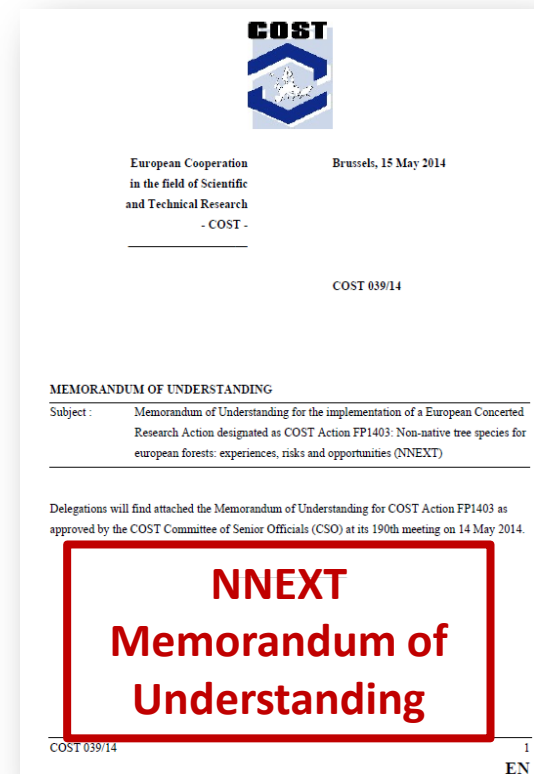 COST
European Cooperation
in the field of Scientific
and Technical Research
- COST -
Brussels, 15 May 2014
COST 039/14
MEMORANDUM OF UNDERSTANDING
Subject : Memorandum of Understanding for the implementation of a European Concerted
Research Action designated as COST Action FP1403: Non-native tree species for
european forests: experiences, risks and opportunities (NNEXT)
Delegations will find attached the Memorandum of Understanding for COST Action FP1403 as
approved by the COST Committee of Senior Officials (CSO) at its 190th meeting on 14 May 2014.
NNEXT
Memorandum of
Understanding
COST 039/14 1
EN